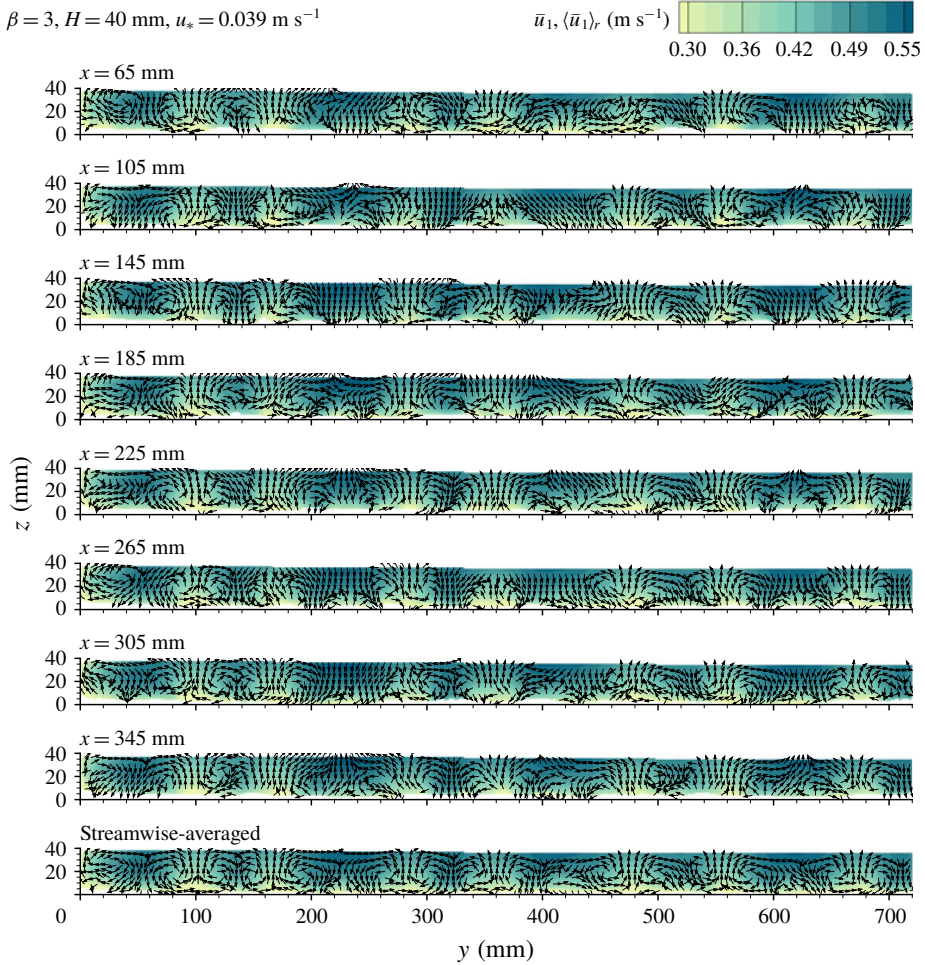 β = 3, H = 40 mm, u* = 0.039 m s⁻¹
ū₁, ⟨ū₁⟩ᵣ (m s⁻¹)
0.30 0.36 0.42 0.49 0.55
x = 65 mm
40
20
0
x = 105 mm
40
20
0
x = 145 mm
40
20
0
x = 185 mm
40
20
0
x = 225 mm
40
20
0
z (mm)
x = 265 mm
40
20
0
x = 305 mm
40
20
0
x = 345 mm
40
20
0
Streamwise-averaged
40
20
0 100 200 300 400 500 600 700
y (mm)